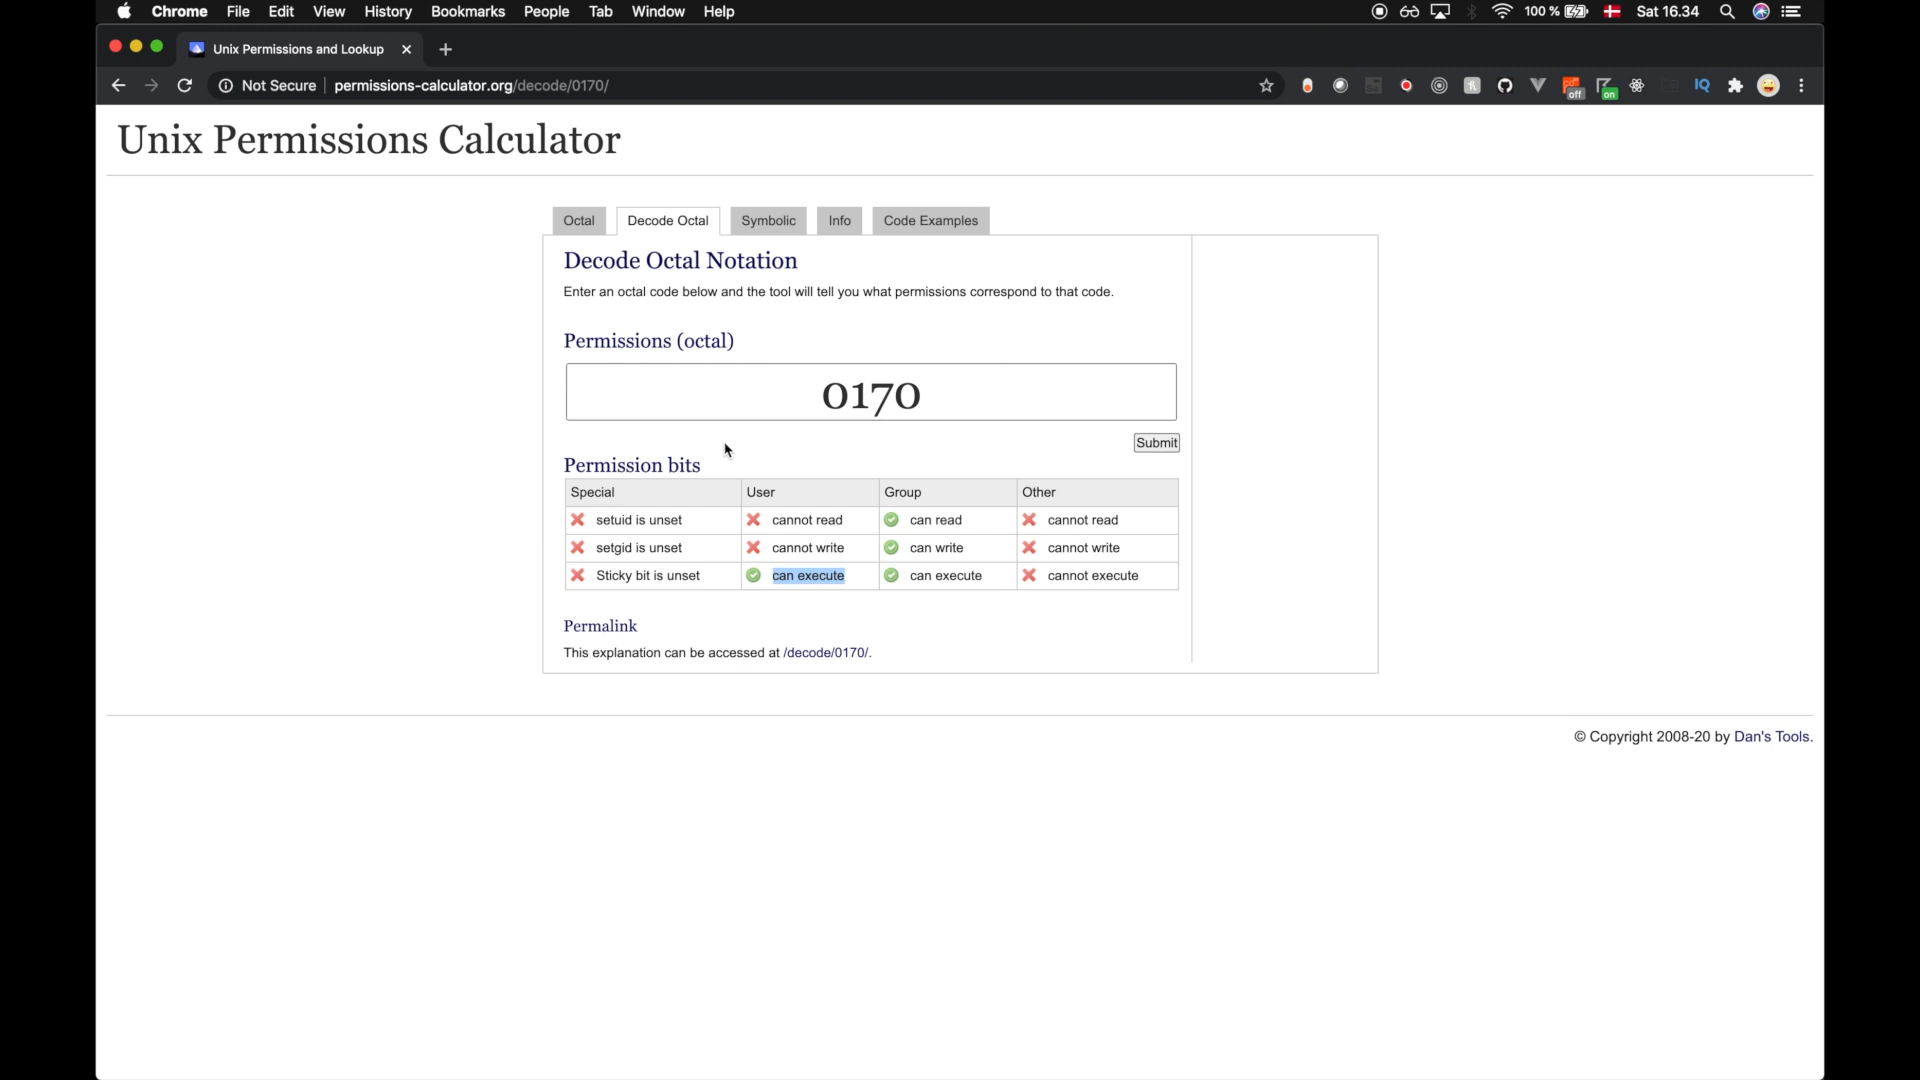 Chrome File Edit View History Bookmarks People Tab Window Help 100 % Sat 16.34
Unix Permissions and Lookup
Not Secure permissions-calculator.org/decode/0170/ off on IQ
Unix Permissions Calculator
Octal Decode Octal Symbolic Info Code Examples
Decode Octal Notation
Enter an octal code below and the tool will tell you what permissions correspond to that code.
Permissions (octal)
0170
Submit
Permission bits
Special User Group Other
setuid is unset cannot read can read cannot read
setgid is unset cannot write can write cannot write
Sticky bit is unset can execute can execute cannot execute
Permalink
This explanation can be accessed at /decode/0170/.
© Copyright 2008-20 by Dan's Tools.